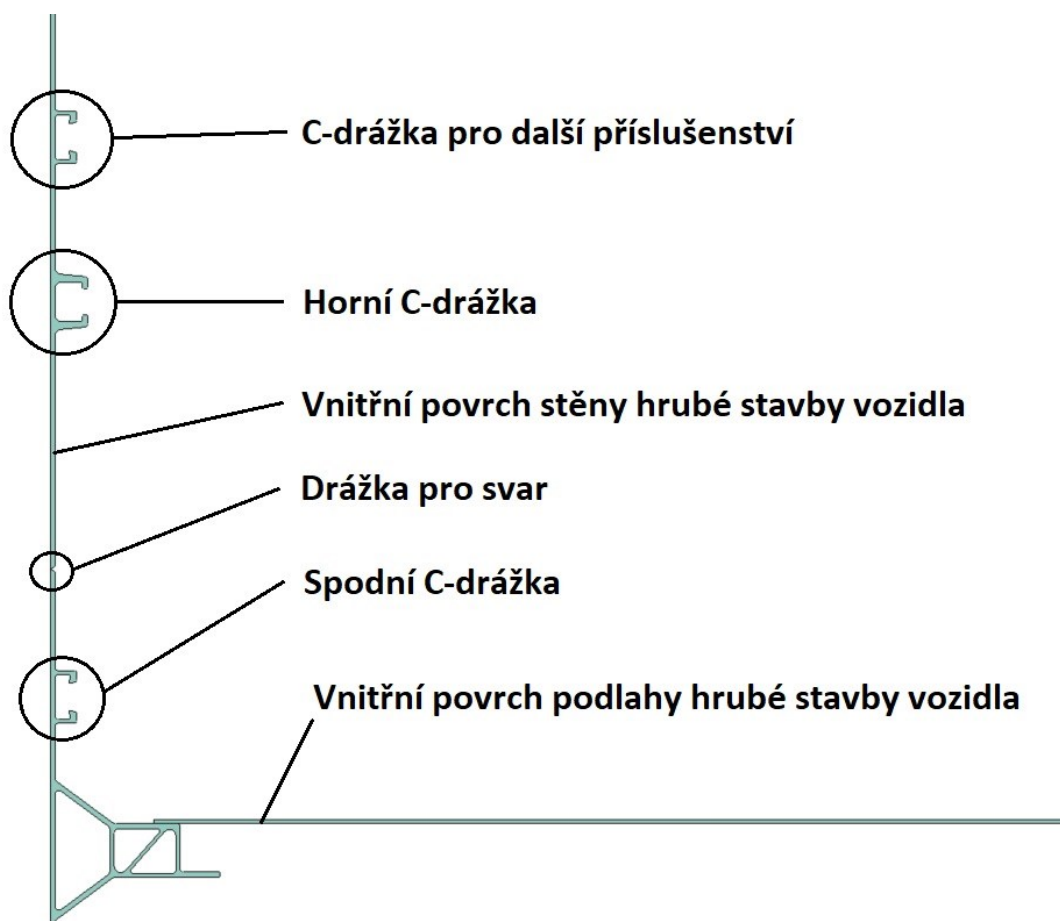 C-drážka pro další příslušenství
Horní C-drážka
Vnitřní povrch stěny hrubé stavby vozidla
Drážka pro svar
Spodní C-drážka
Vnitřní povrch podlahy hrubé stavby vozidla